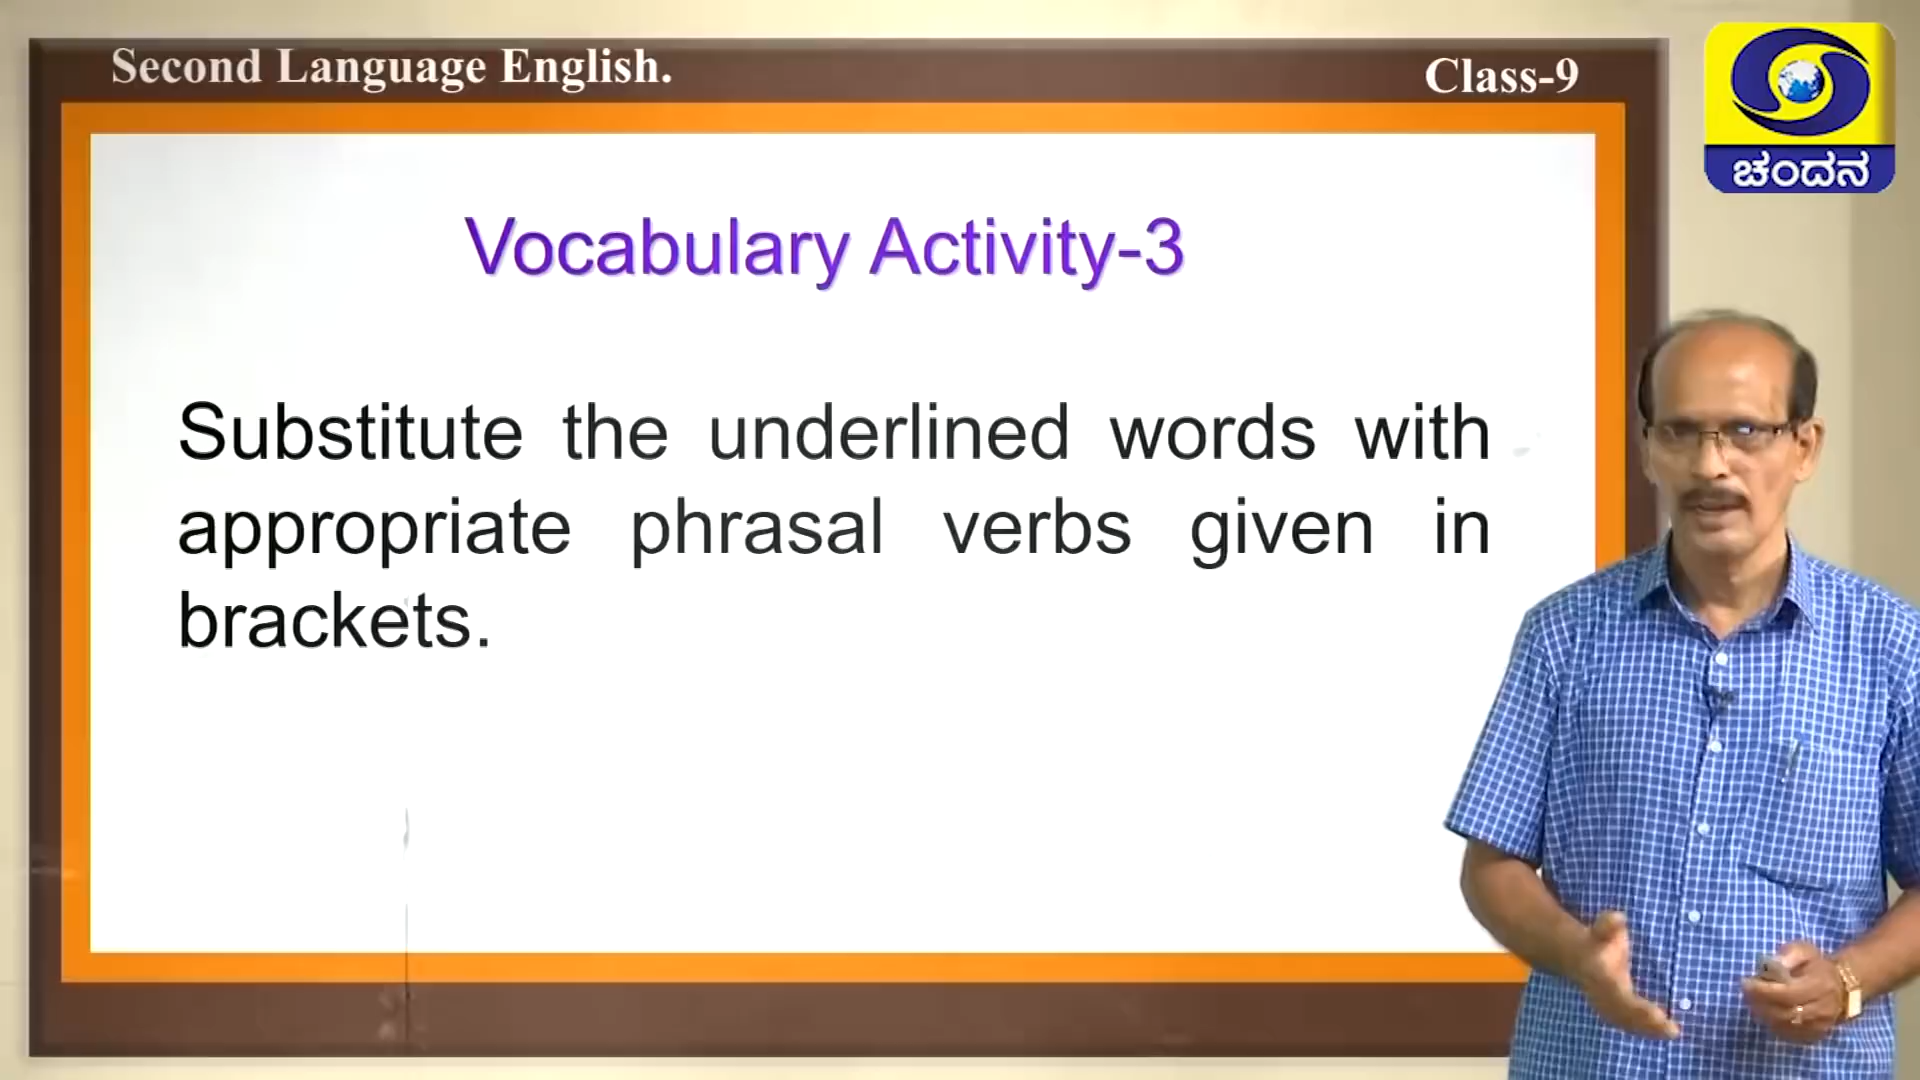 Second Language English.
Class-9
ಚಂದನ
Vocabulary Activity-3
Substitute the underlined words with
appropriate phrasal verbs given in
brackets.